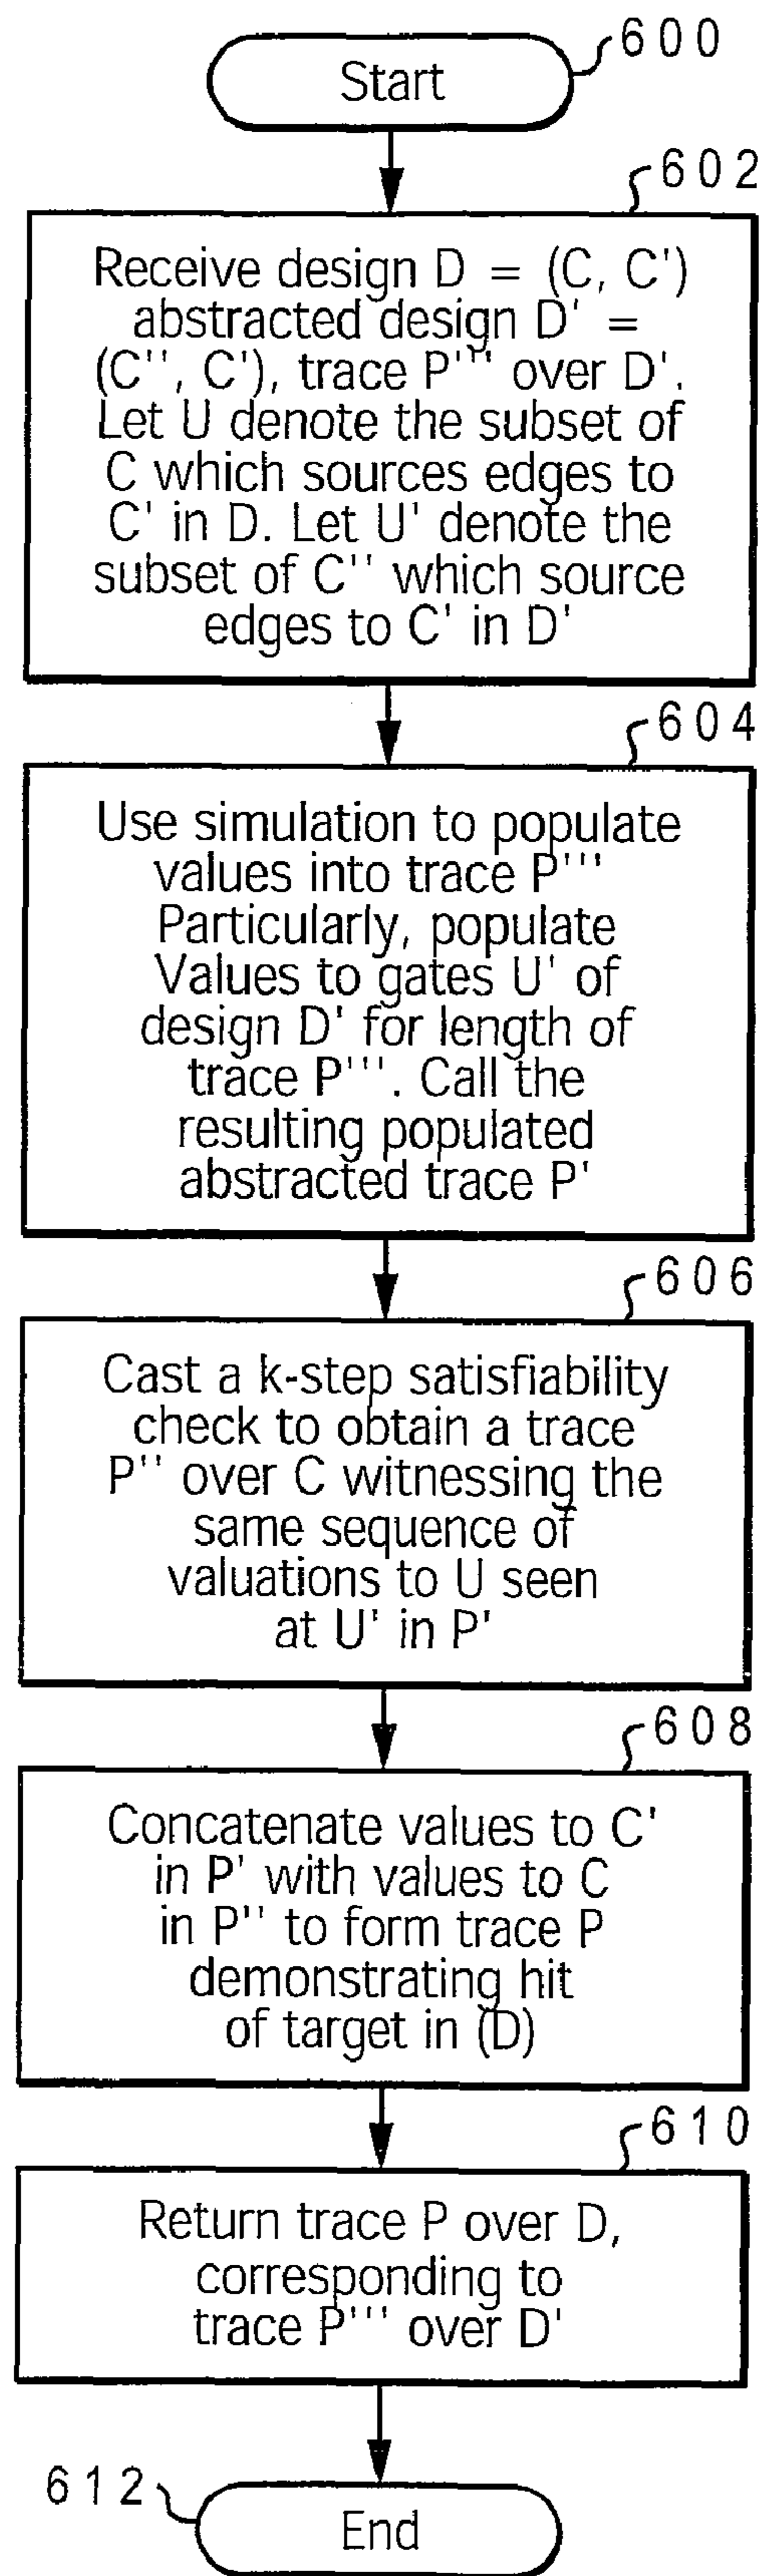 600
Start
602
Receive design D = (C, C')
abstracted design D' =
(C'', C'), trace P''' over D'.
Let U denote the subset of
C which sources edges to
C' in D. Let U' denote the
subset of C'' which source
edges to C' in D'
604
Use simulation to populate
values into trace P'''
Particularly, populate
Values to gates U' of
design D' for length of
trace P'''. Call the
resulting populated
abstracted trace P'
606
Cast a k-step satisfiability
check to obtain a trace
P'' over C witnessing the
same sequence of
valuations to U seen
at U' in P'
608
Concatenate values to C'
in P' with values to C
in P'' to form trace P
demonstrating hit
of target in (D)
610
Return trace P over D,
corresponding to
trace P''' over D'
612
End